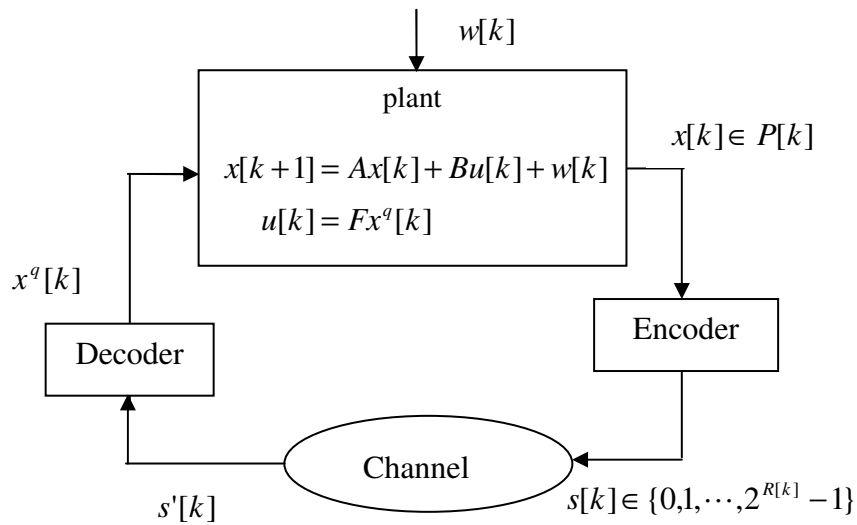 w[k]
plant
x[k+1] = Ax[k] + Bu[k] + w[k]
u[k] = Fx^q[k]
x[k] ∈ P[k]
x^q[k]
Decoder
Encoder
Channel
s'[k]
s[k] ∈ {0,1,⋯,2^{R[k]} −1}